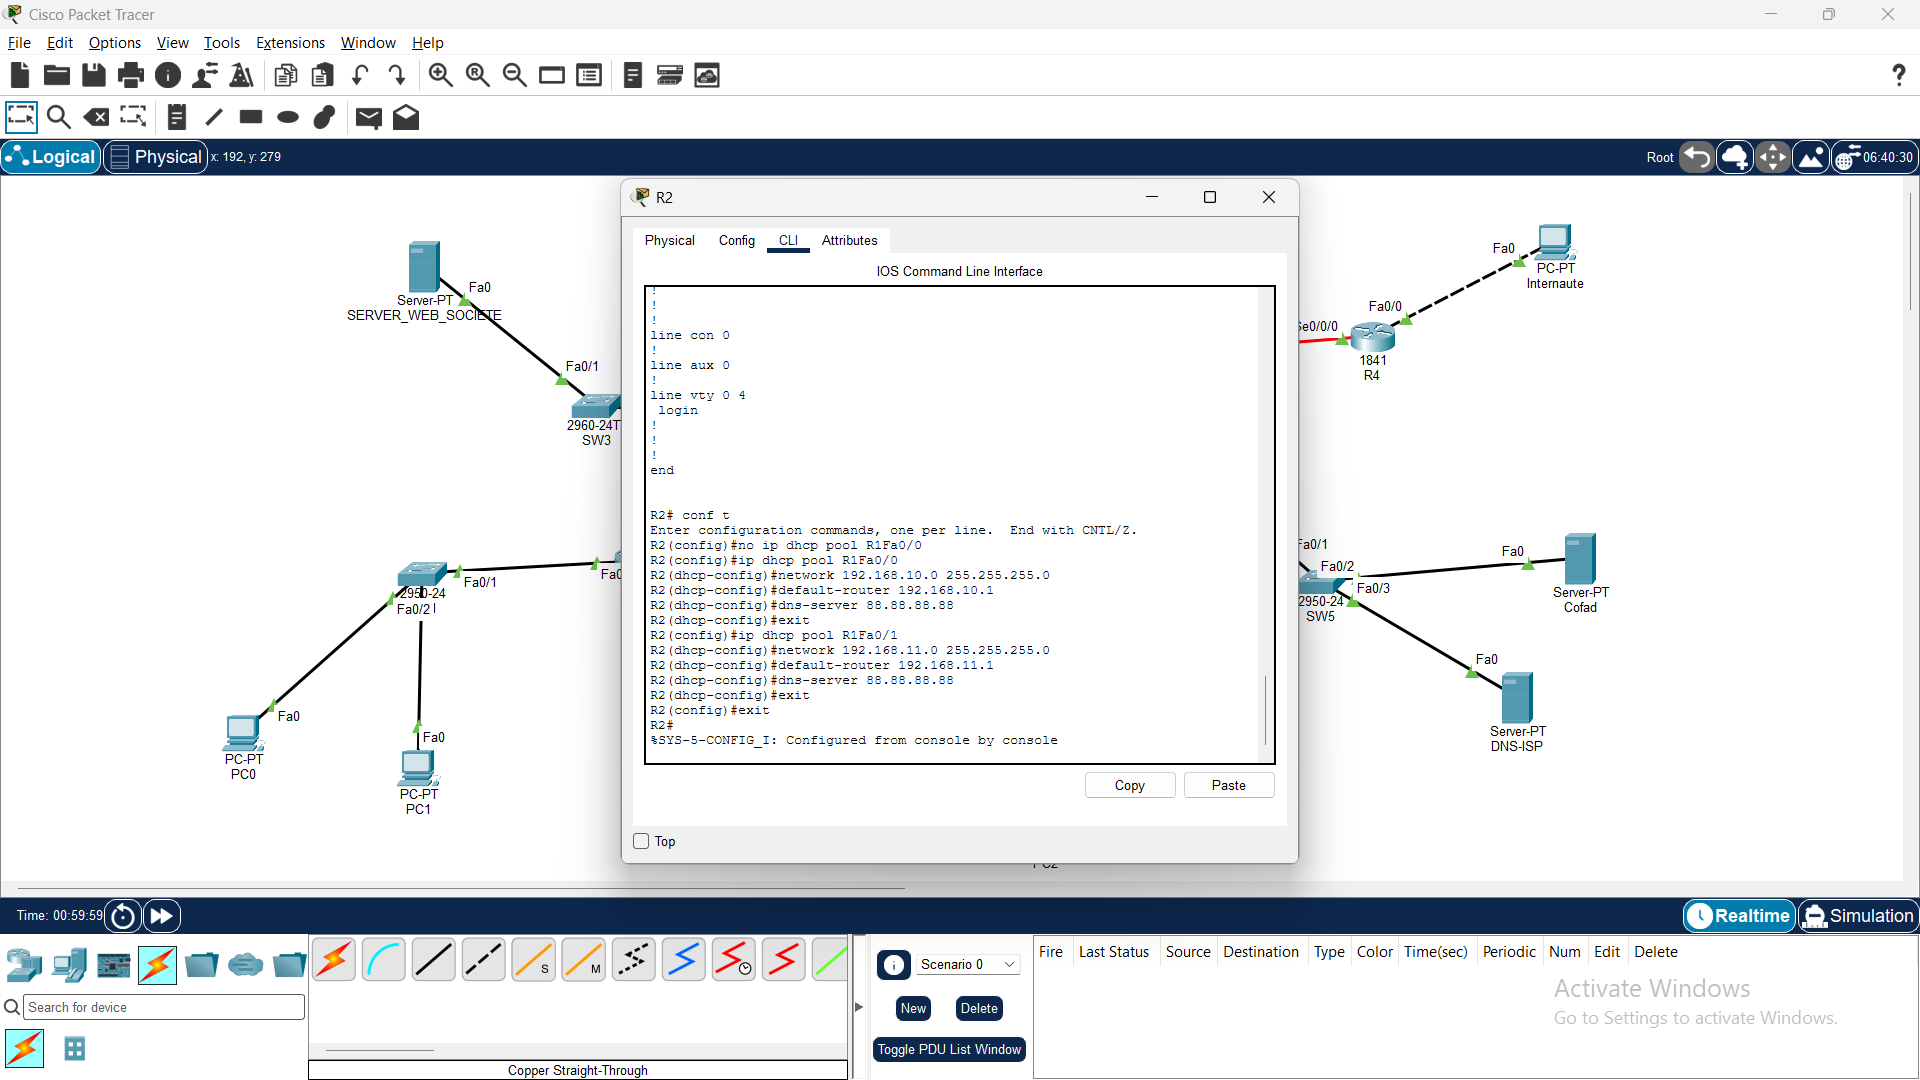 Cisco Packet Tracer
File Edit Options View Tools Extensions Window Help
Logical Physical x: 192, y: 279
Root 06:40:30
Fa0
Server-PT
SERVER_WEB_SOCIETE
Fa0/1
2960-24T
SW3
Fa0/1
2950-24
Fa0/2
Fa0
PC-PT
PC0
Fa0
PC-PT
PC1
R2
Physical Config CLI Attributes
IOS Command Line Interface
!
!
!
line con 0
!
line aux 0
!
line vty 0 4
login
!
!
!
end
R2# conf t
Enter configuration commands, one per line. End with CNTL/Z.
R2(config)#no ip dhcp pool R1Fa0/0
R2(config)#ip dhcp pool R1Fa0/0
R2(dhcp-config)#network 192.168.10.0 255.255.255.0
R2(dhcp-config)#default-router 192.168.10.1
R2(dhcp-config)#dns-server 88.88.88.88
R2(dhcp-config)#exit
R2(config)#ip dhcp pool R1Fa0/1
R2(dhcp-config)#network 192.168.11.0 255.255.255.0
R2(dhcp-config)#default-router 192.168.11.1
R2(dhcp-config)#dns-server 88.88.88.88
R2(dhcp-config)#exit
R2(config)#exit
R2#
%SYS-5-CONFIG_I: Configured from console by console
Copy Paste
Top
Fa0
PC-PT
Internaute
Fa0/0
Se0/0/0
1841
R4
Fa0/1
Fa0/2
Fa0/3
2950-24
SW5
Fa0
Server-PT
Cofad
Fa0
Server-PT
DNS-ISP
Time: 00:59:59
Realtime Simulation
Search for device
S
M
Copper Straight-Through
Scenario 0
New Delete
Toggle PDU List Window
Fire Last Status Source Destination Type Color Time(sec) Periodic Num Edit Delete
Activate Windows
Go to Settings to activate Windows.